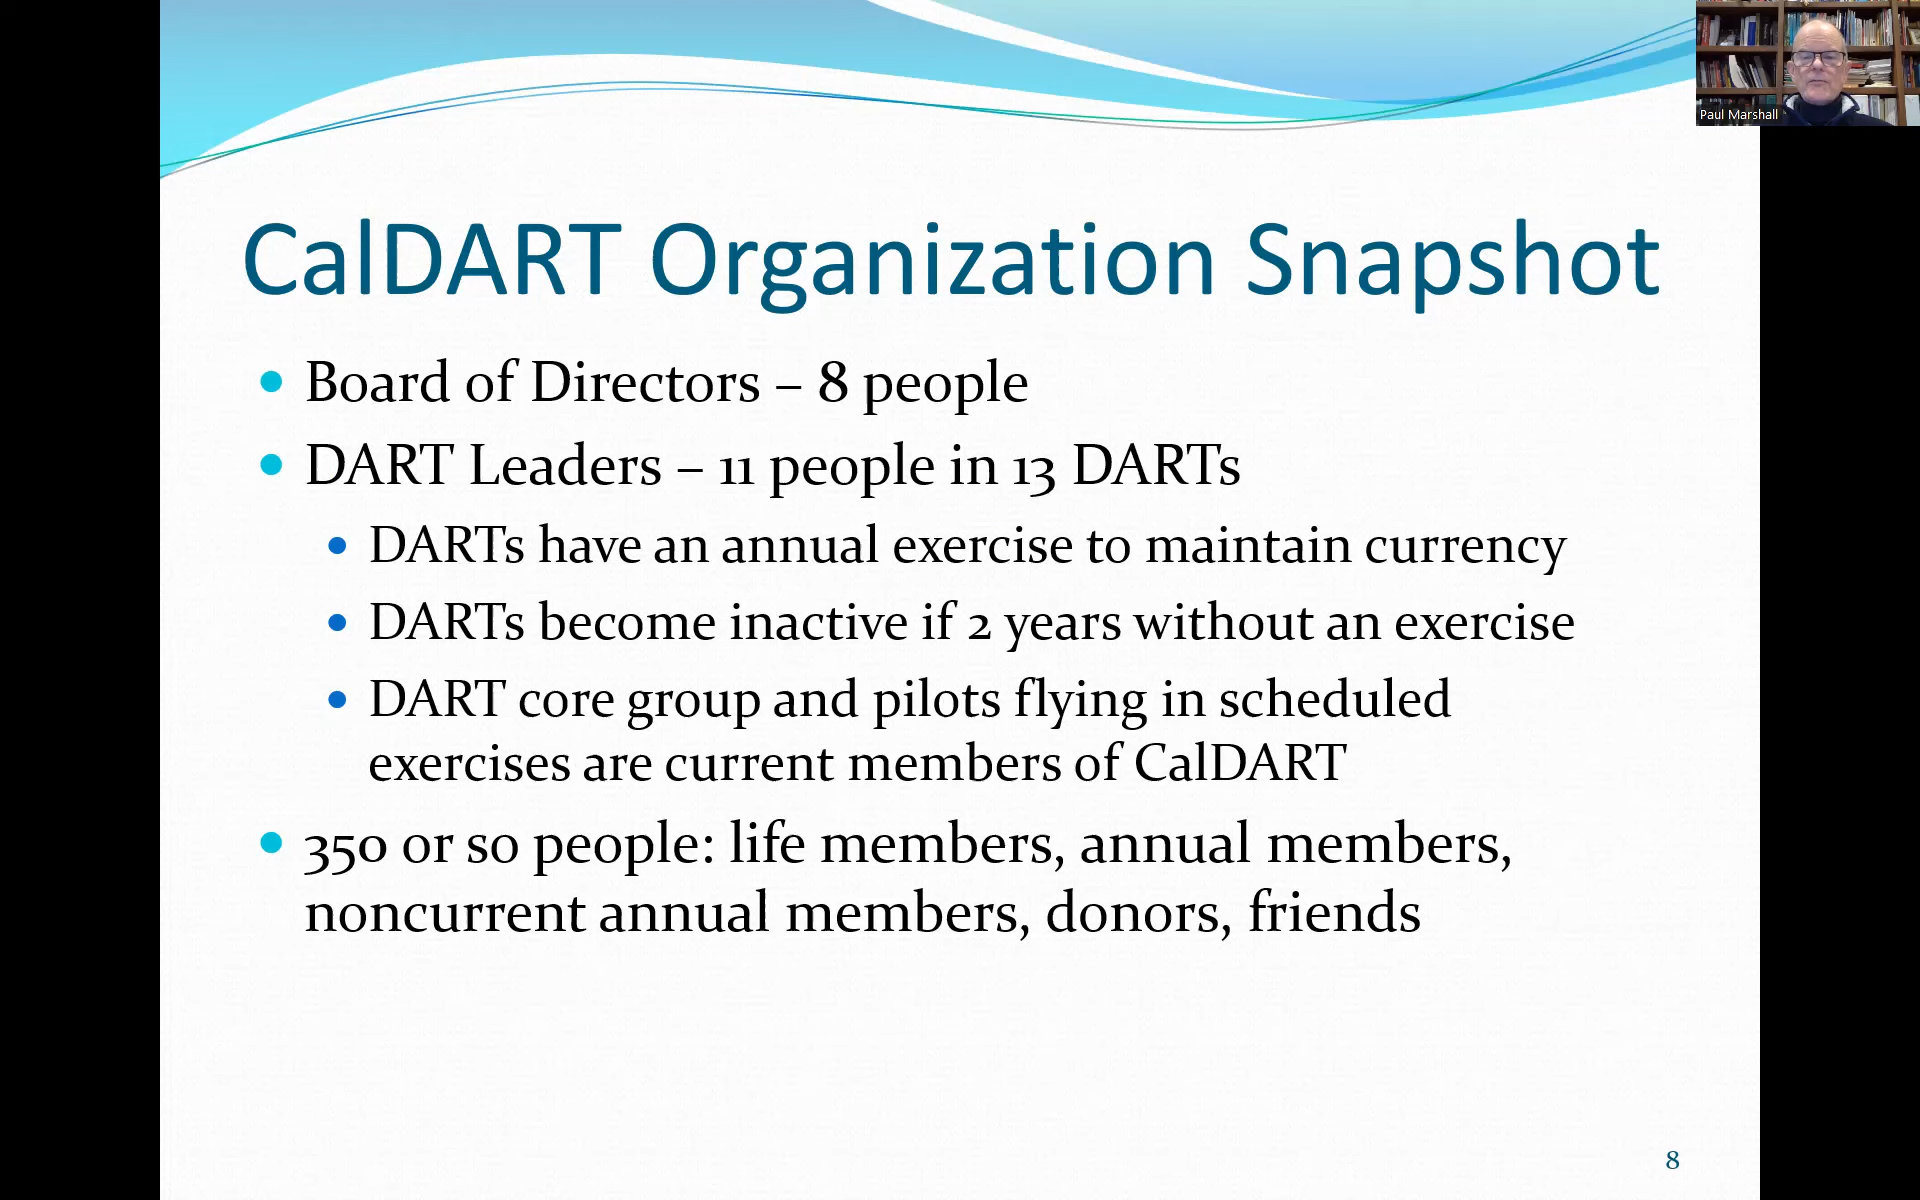 Paul Marshall
CalDART Organization Snapshot
• Board of Directors – 8 people
• DART Leaders – 11 people in 13 DARTs
• DARTs have an annual exercise to maintain currency
• DARTs become inactive if 2 years without an exercise
• DART core group and pilots flying in scheduled
exercises are current members of CalDART
• 350 or so people: life members, annual members,
noncurrent annual members, donors, friends
8